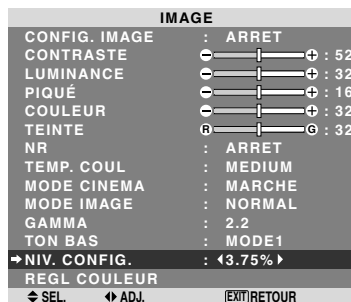 IMAGE
CONFIG. IMAGE : ARRET
CONTRASTE : 52
LUMINANCE : 32
PIQUÉ : 16
COULEUR : 32
TEINTE R G : 32
NR : ARRET
TEMP. COUL : MEDIUM
MODE CINEMA : MARCHE
MODE IMAGE : NORMAL
GAMMA : 2.2
TON BAS : MODE1
NIV. CONFIG. : 3.75%
REGL COULEUR
SEL. ADJ. EXIT RETOUR